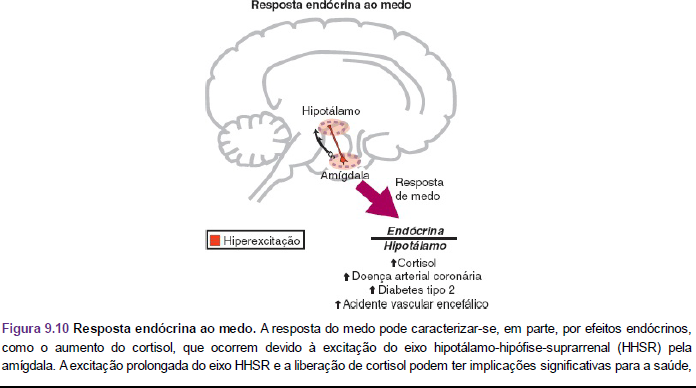 Resposta endócrina ao medo
Hipotálamo
Amígdala
Resposta
de medo
Endócrina
Hipotálamo
Hiperexcitação
⬆Cortisol
⬆Doença arterial coronária
⬆Diabetes tipo 2
⬆Acidente vascular encefálico
Figura 9.10 Resposta endócrina ao medo. A resposta do medo pode caracterizar-se, em parte, por efeitos endócrinos,
como o aumento do cortisol, que ocorrem devido à excitação do eixo hipotálamo-hipófise-suprarrenal (HHSR) pela
amígdala. A excitação prolongada do eixo HHSR e a liberação de cortisol podem ter implicações significativas para a saúde,